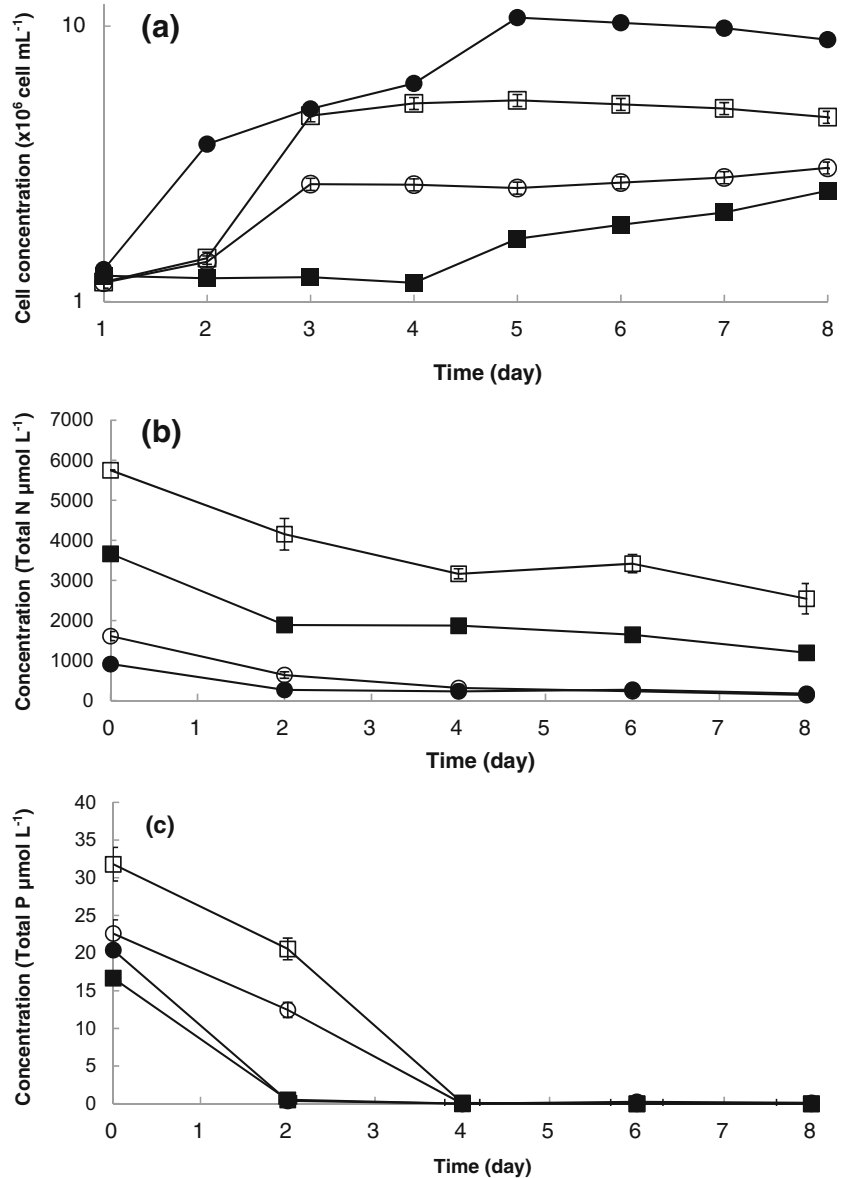 (a)
Cell concentration (x10⁶ cell mL⁻¹)
10
1
1 2 3 4 5 6 7 8
Time (day)
(b)
Concentration (Total N µmol L⁻¹)
7000
6000
5000
4000
3000
2000
1000
0
0 1 2 3 4 5 6 7 8
Time (day)
(c)
Concentration (Total P µmol L⁻¹)
40
35
30
25
20
15
10
5
0
0 1 2 3 4 5 6 7 8
Time (day)